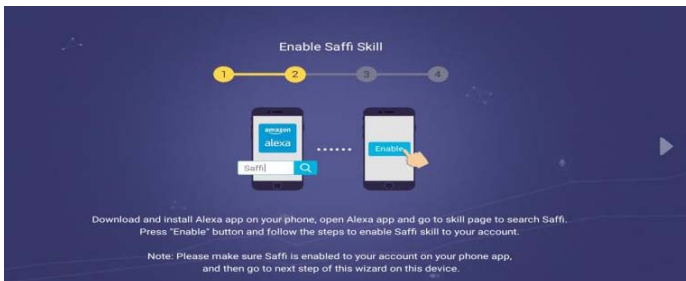 Enable Saffi Skill
1 2 3 4
amazon
alexa
Saffi
Enable
Download and install Alexa app on your phone, open Alexa app and go to skill page to search Saffi.
Press "Enable" button and follow the steps to enable Saffi skill to your account.
Note: Please make sure Saffi is enabled to your account on your phone app,
and then go to next step of this wizard on this device.